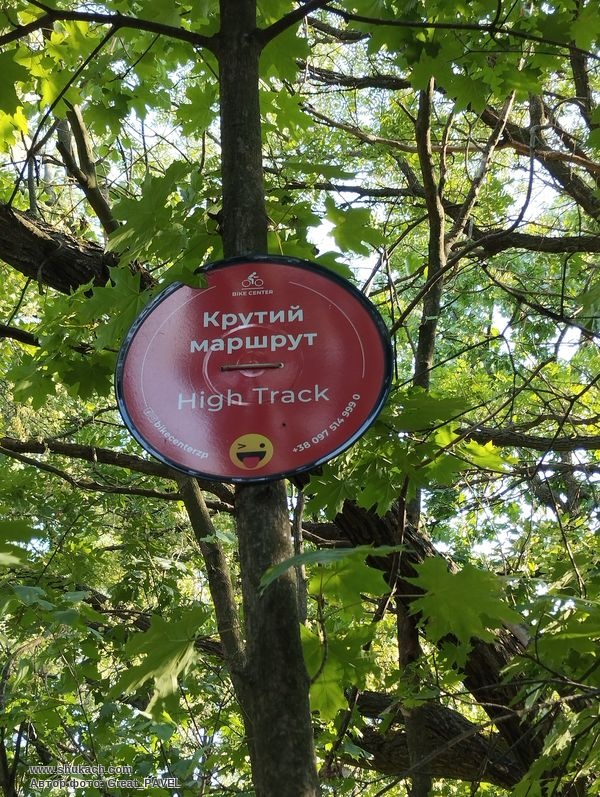 BIKE CENTER
Крутий
маршрут
High Track
bikecenterzp
+38 097 514 999 0
www.shukach.com
Автор фото: Great_PAVEL